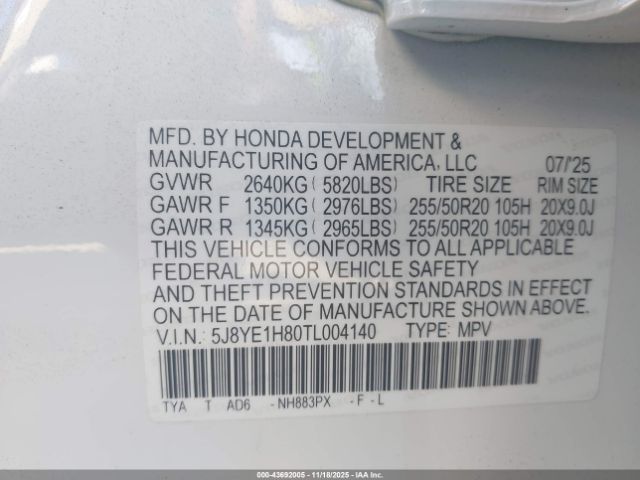 MFD. BY HONDA DEVELOPMENT &
MANUFACTURING OF AMERICA, LLC 07/'25
GVWR 2640KG ( 5820LBS) TIRE SIZE RIM SIZE
GAWR F 1350KG ( 2976LBS) 255/50R20 105H 20X9.0J
GAWR R 1345KG ( 2965LBS) 255/50R20 105H 20X9.0J
THIS VEHICLE CONFORMS TO ALL APPLICABLE
FEDERAL MOTOR VEHICLE SAFETY
AND THEFT PREVENTION STANDARDS IN EFFECT
ON THE DATE OF MANUFACTURE SHOWN ABOVE.
V.I.N.: 5J8YE1H80TL004140 TYPE: MPV
TYA T AD6 -NH883PX -F-L
000-43692005 - 11/18/2025 - IAAI.COM